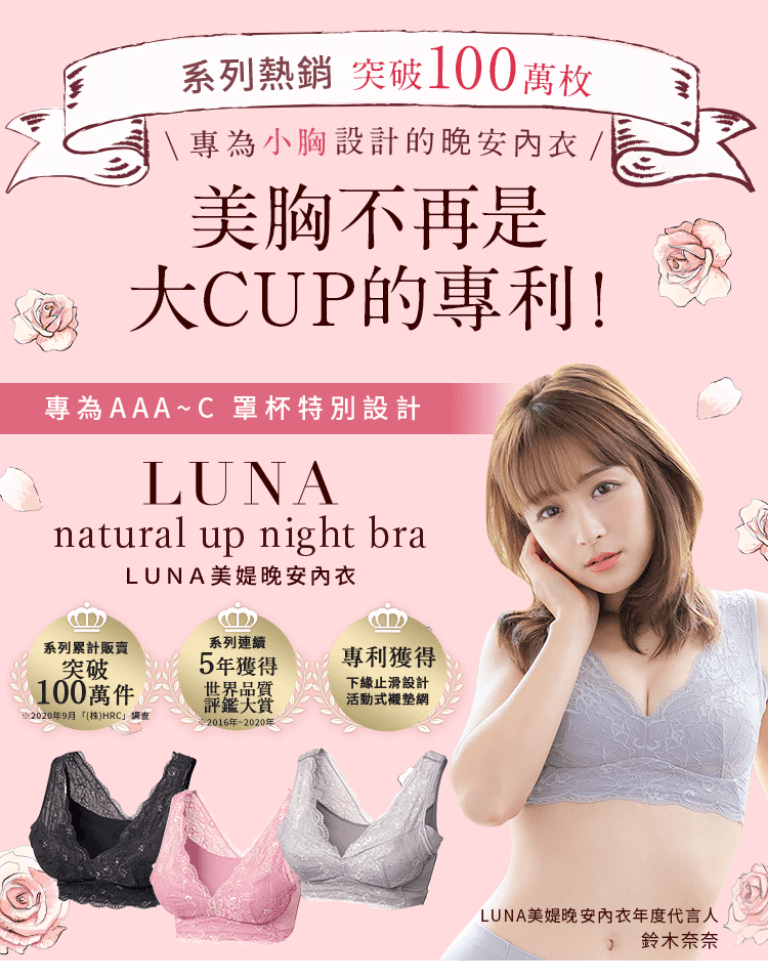 系列熱銷 突破100萬枚
\ 專為小胸設計的晚安內衣 /
美胸不再是
大CUP的專利!
專為AAA~C 罩杯特別設計
LUNA
natural up night bra
LUNA美媞晚安內衣
系列累計販賣
突破
100萬件
※2020年9月「(株)HRC」調查
系列連續
5年獲得
世界品質
評鑑大賞
※2016年~2020年
專利獲得
下緣止滑設計
活動式襯墊網
LUNA美媞晚安內衣年度代言人
鈴木奈奈